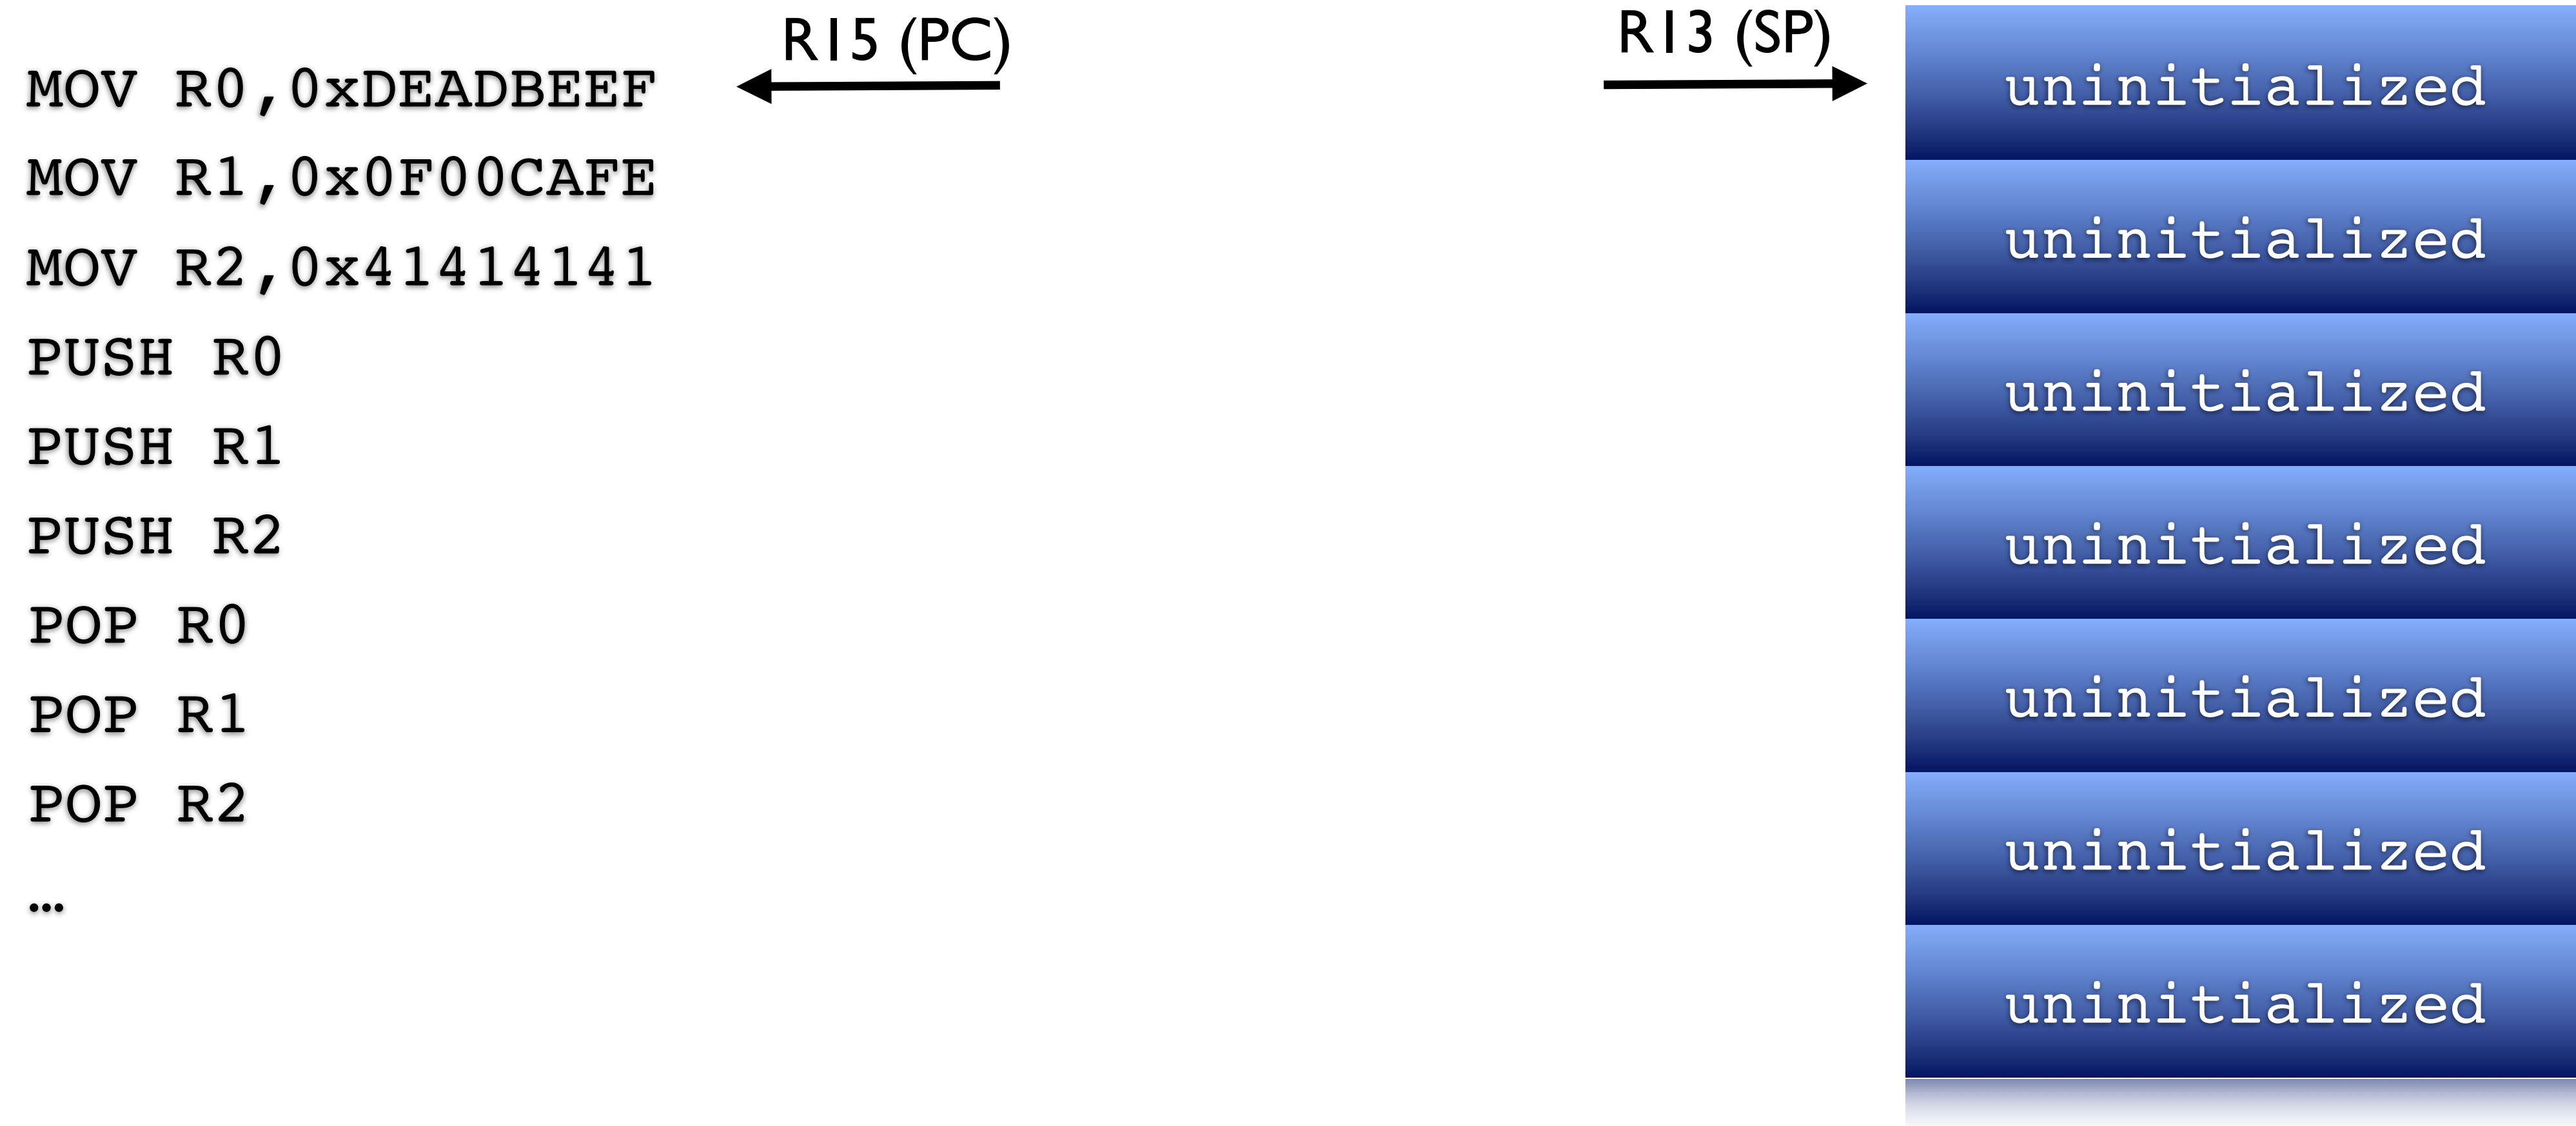 MOV R0,0xDEADBEEF
MOV R1,0x0F00CAFE
MOV R2,0x41414141
PUSH R0
PUSH R1
PUSH R2
POP R0
POP R1
POP R2
…
R15 (PC)
R13 (SP)
uninitialized
uninitialized
uninitialized
uninitialized
uninitialized
uninitialized
uninitialized